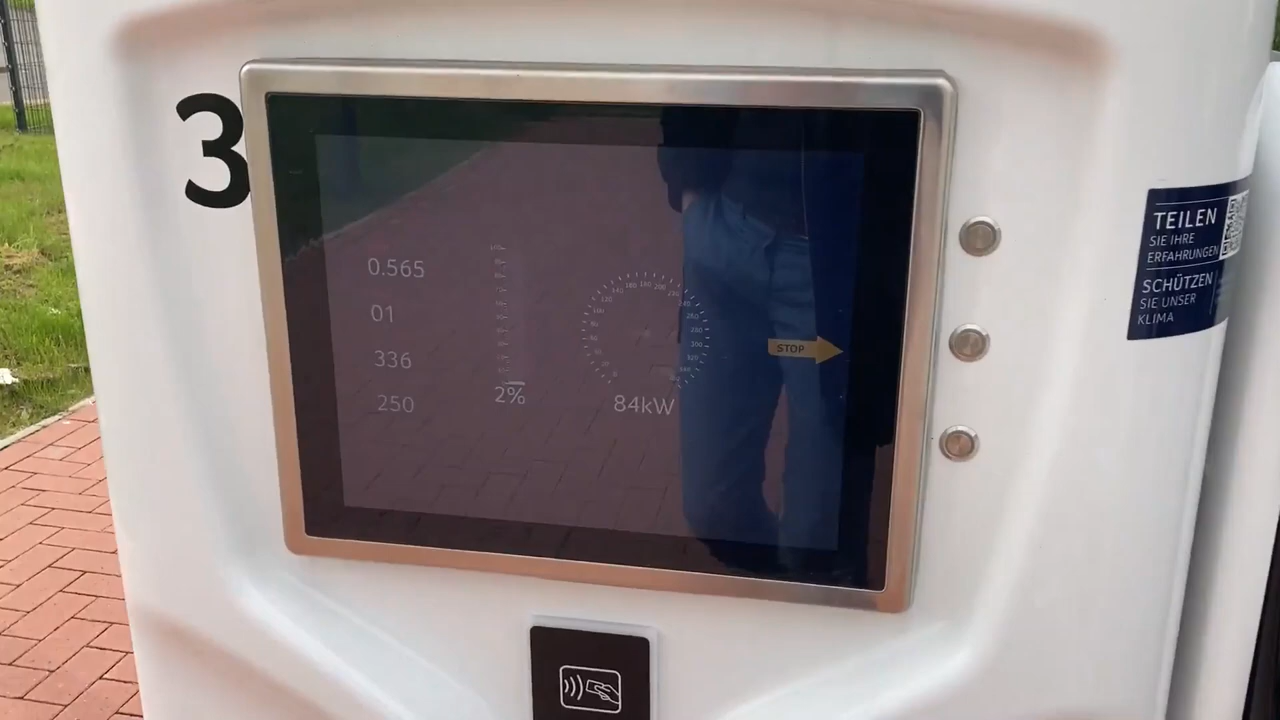 3
0.565
01
336
250
2%
84kW
STOP
TEILEN
SIE IHRE
ERFAHRUNGEN
SCHÜTZEN
SIE UNSER
KLIMA